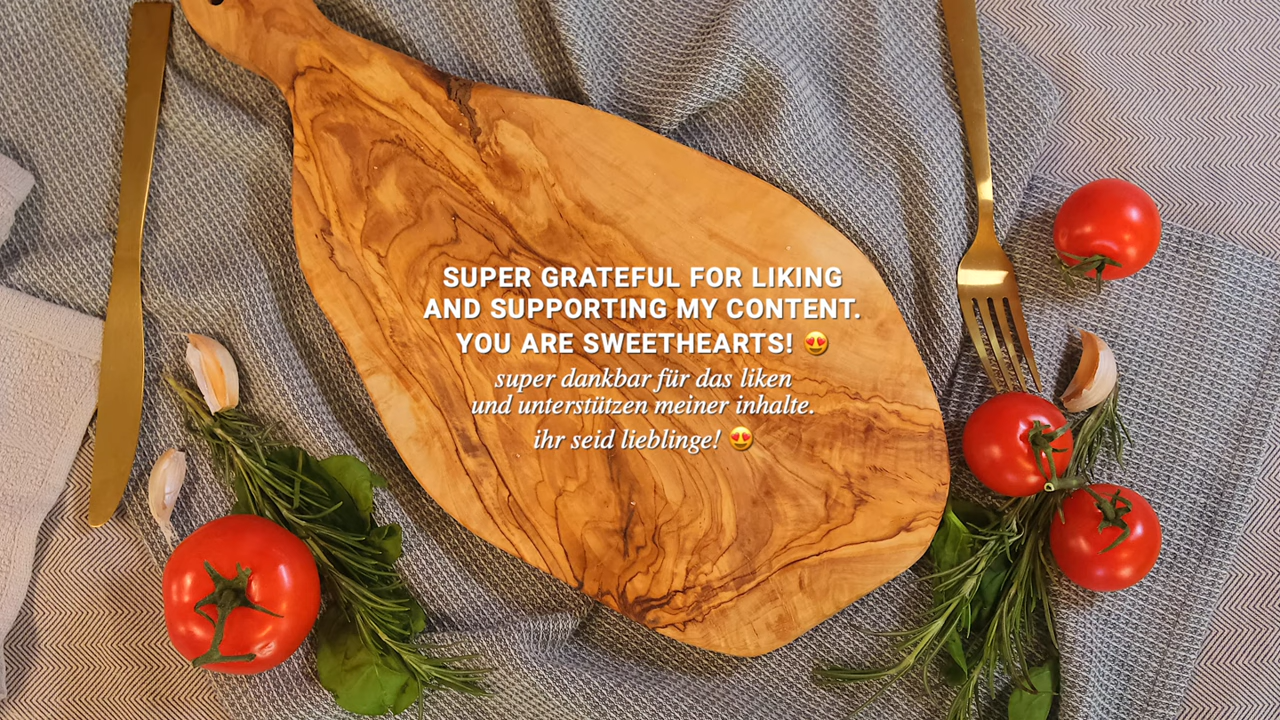 SUPER GRATEFUL FOR LIKING
AND SUPPORTING MY CONTENT.
YOU ARE SWEETHEARTS! 😍
super dankbar für das liken
und unterstützen meiner inhalte.
ihr seid lieblinge! 😍